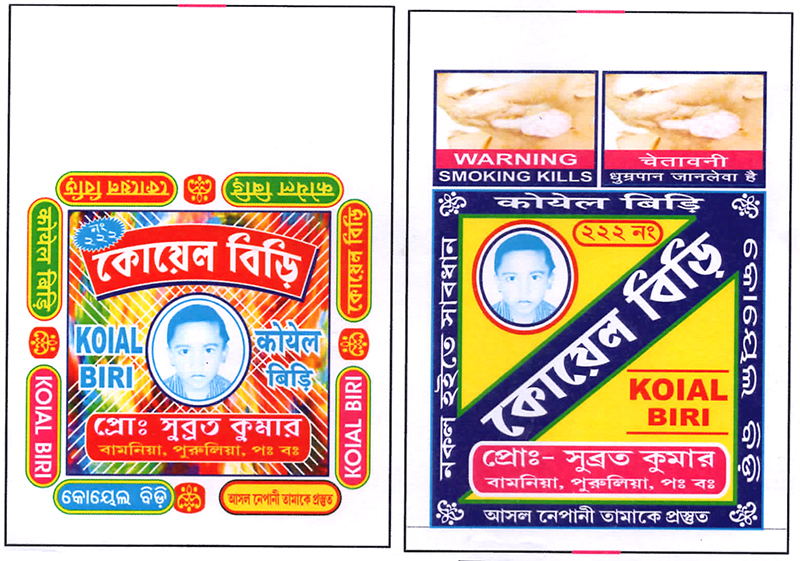 কোয়েল বিড়ি
कोयेल बिड़ि
कोयेल बिड़ि
নং
২২২
কোয়েল বিড়ি
কোয়েল বিড়ি
KOIAL
BIRI
कोयेल
बिड़ि
KOIAL BIRI
KOIAL BIRI
প্রোঃ সুব্রত কুমার
বামনিয়া, পুরুলিয়া, পঃ বঃ
কোয়েল বিড়ি
আসল নেপানী তামাকে প্রস্তুত
WARNING
SMOKING KILLS
चेतावनी
धुम्रपान जानलेवा है
कोयेल बिड़ि
নকল হইতে সাবধান
২২২ নং
কোয়েল বিড়ি
KOIAL
BIRI
প্রোঃ- সুব্রত কুমার
বামনিয়া, পুরুলিয়া, পঃ বঃ
আসল নেপানী তামাকে প্রস্তুত